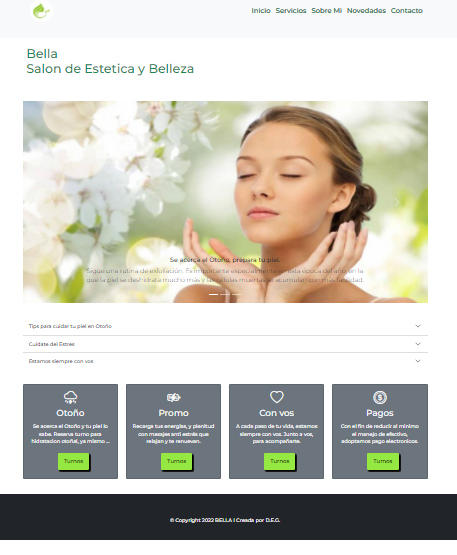 Inicio Servicios Sobre Mi Novedades Contacto
Bella
Salon de Estetica y Belleza
Se acerca el Otoño, prepara tu piel.
Sigue una rutina de exfoliación. Es importante especialmente en esta época del año, en la
que la piel se deshidrata mucho más y las células muertas se acumulan con más facilidad.
Tips para cuidar tu piel en Otoño
Cuidate del Estres
Estamos siempre con vos
Otoño
Se acerca el Otoño y tu piel lo
sabe. Reserva turno para
hidratacion otoñal, ya mismo ...
Turnos
Promo
Recarga tus energias, y plenitud
con masajes anti estrés que
relajan y te renuevan.
Turnos
Con vos
A cada paso de tu vida, estamos
siempre con vos. Junto a vos,
para acompañarte.
Turnos
Pagos
Con el fin de reducir al minimo
el manejo de efectivo,
adoptamos pago electronicos.
Turnos
© Copyright 2022 BELLA | Creada por D.E.G.